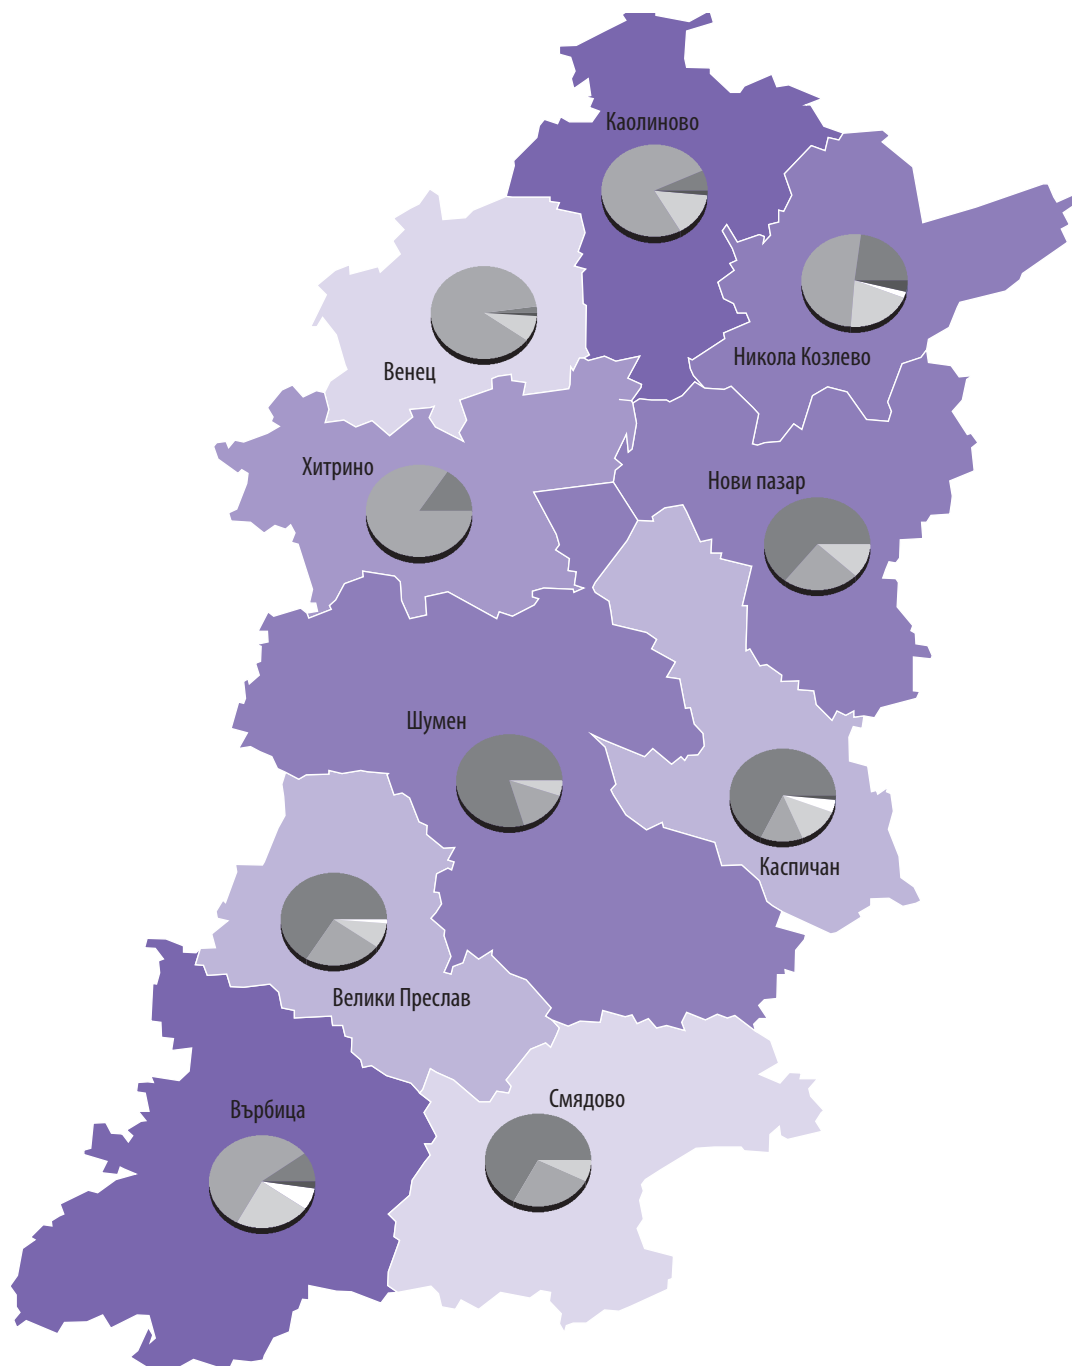 Каолиново
Никола Козлево
Венец
Хитрино
Нови пазар
Шумен
Каспичан
Велики Преслав
Смядово
Върбица